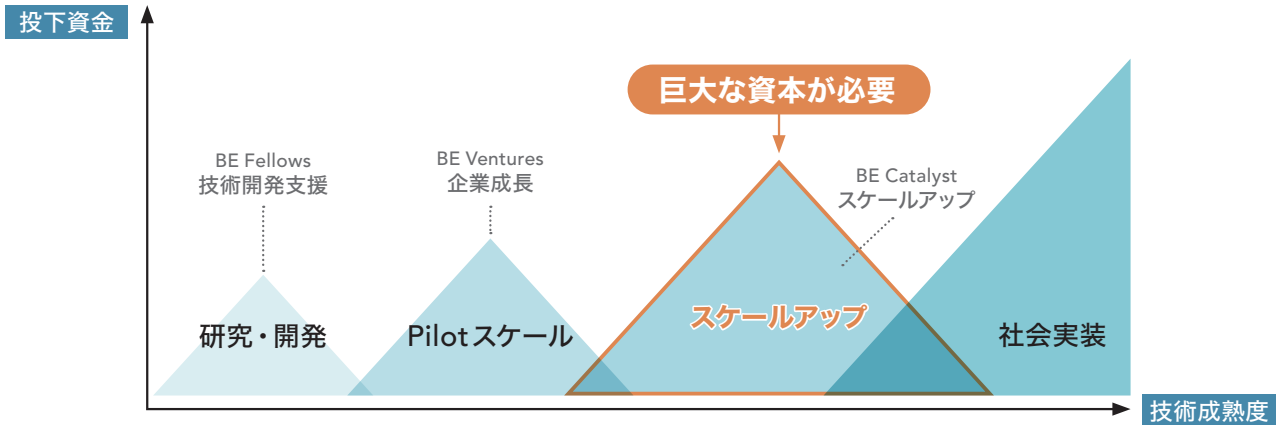 投下資金
巨大な資本が必要
BE Fellows
技術開発支援
BE Ventures
企業成長
BE Catalyst
スケールアップ
研究・開発
Pilotスケール
スケールアップ
社会実装
技術成熟度